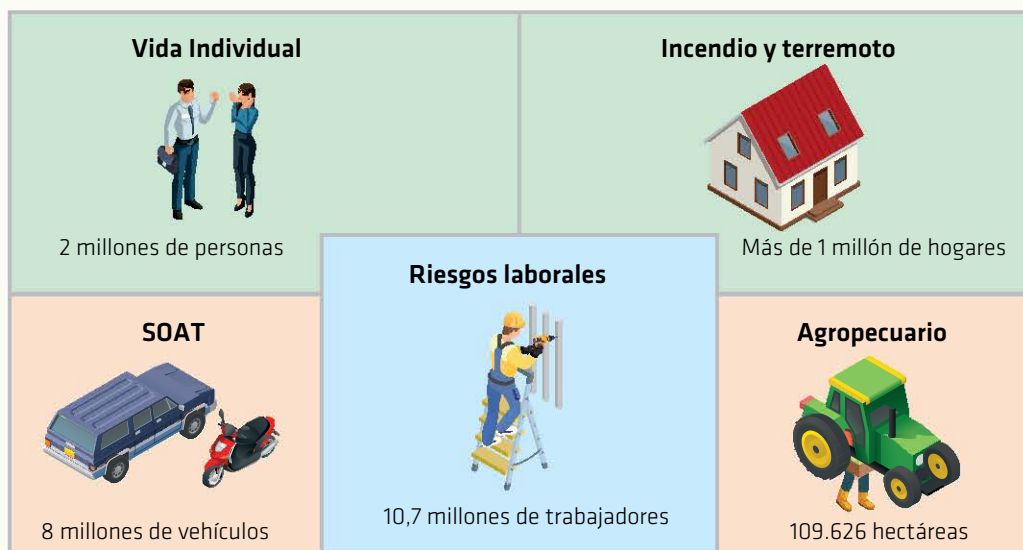 Vida Individual
2 millones de personas
Incendio y terremoto
Más de 1 millón de hogares
Riesgos laborales
10,7 millones de trabajadores
SOAT
8 millones de vehículos
Agropecuario
109.626 hectáreas